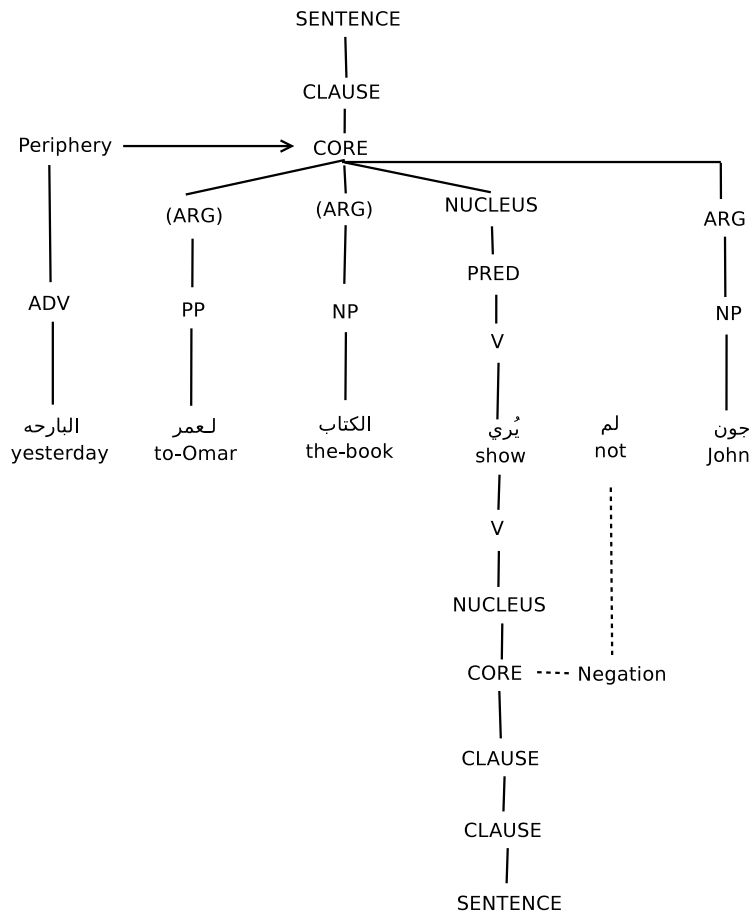 SENTENCE
CLAUSE
Periphery CORE
(ARG) (ARG) NUCLEUS ARG
PRED
ADV PP NP NP
V
البارحه لـعمر الكتاب يُري لم جون
yesterday to-Omar the-book show not John
V
NUCLEUS
CORE Negation
CLAUSE
CLAUSE
SENTENCE